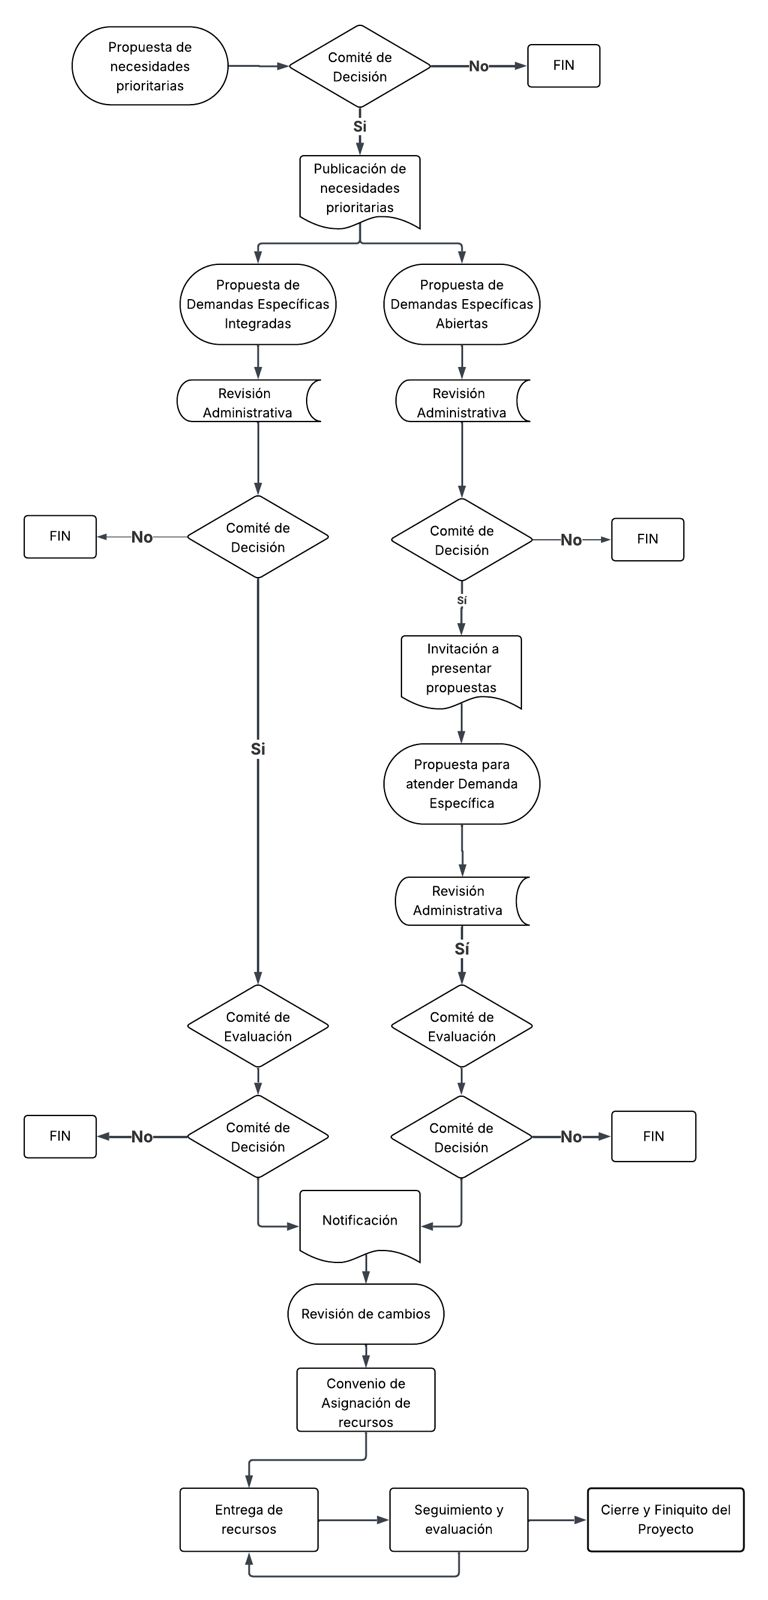 Propuesta de
necesidades
prioritarias
Comité de
Decisión
No
FIN
Si
Publicación de
necesidades
prioritarias
Propuesta de
Demandas Específicas
Integradas
Propuesta de
Demandas Específicas
Abiertas
Revisión
Administrativa
Revisión
Administrativa
FIN
No
Comité de
Decisión
Comité de
Decisión
No
FIN
Sí
Invitación a
presentar
propuestas
Si
Propuesta para
atender Demanda
Específica
Revisión
Administrativa
Sí
Comité de
Evaluación
Comité de
Evaluación
FIN
No
Comité de
Decisión
Comité de
Decisión
No
FIN
Notificación
Revisión de cambios
Convenio de
Asignación de
recursos
Entrega de
recursos
Seguimiento y
evaluación
Cierre y Finiquito del
Proyecto